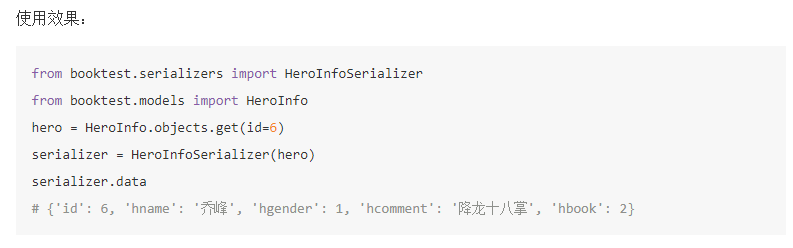 使用效果：
from booktest.serializers import HeroInfoSerializer
from booktest.models import HeroInfo
hero = HeroInfo.objects.get(id=6)
serializer = HeroInfoSerializer(hero)
serializer.data
# {'id': 6, 'hname': '乔峰', 'hgender': 1, 'hcomment': '降龙十八掌', 'hbook': 2}